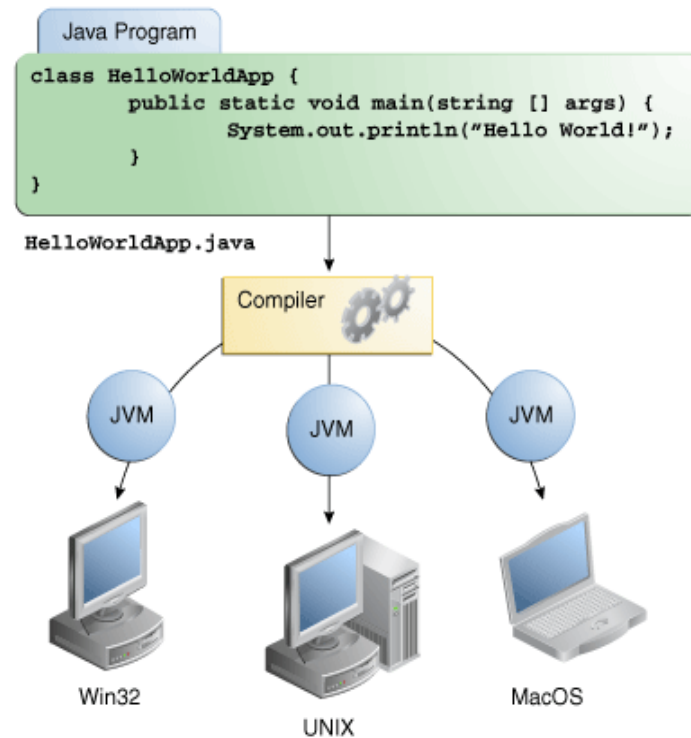 Java Program
class HelloWorldApp {
public static void main(string [] args) {
System.out.println(”Hello World!”);
}
}
HelloWorldApp.java
Compiler
JVM
JVM
JVM
Win32
UNIX
MacOS